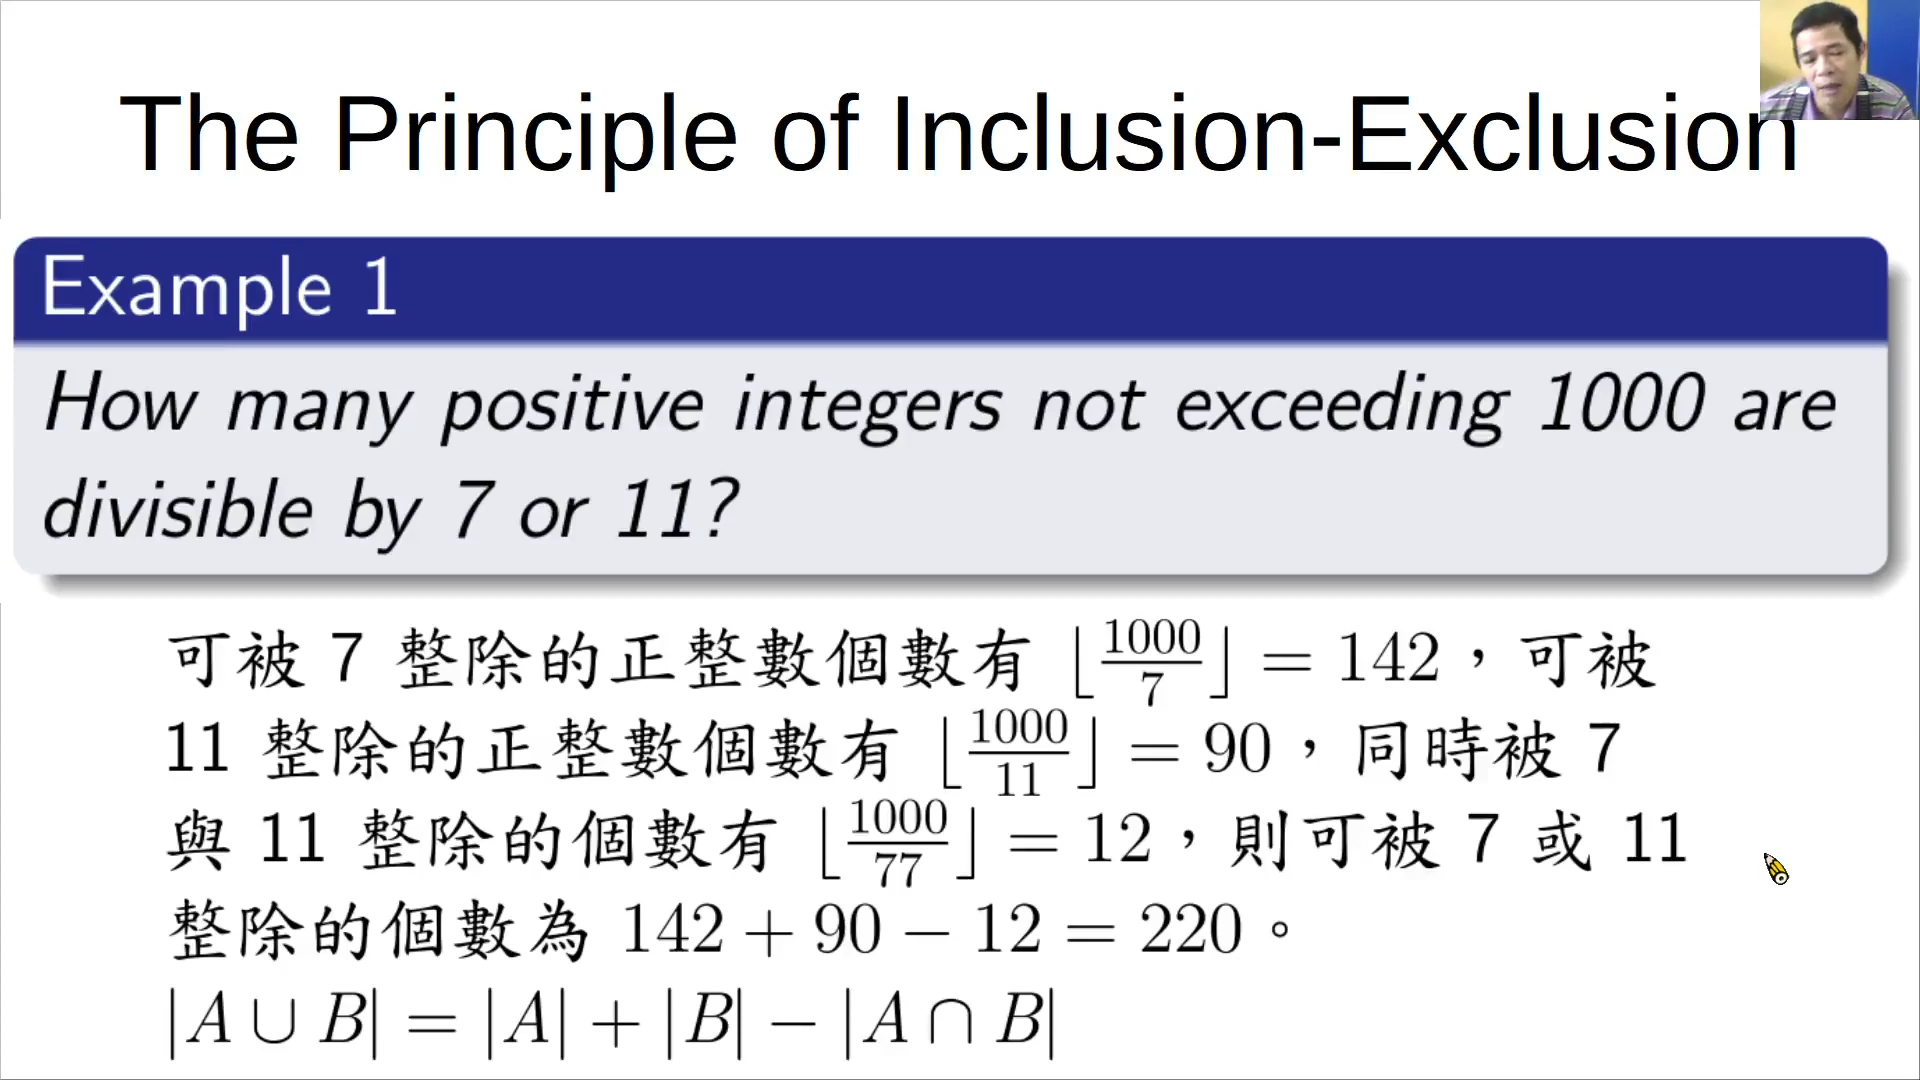 The Principle of Inclusion-Exclusion
Example 1
How many positive integers not exceeding 1000 are
divisible by 7 or 11?
可被 7 整除的正整數個數有 ⌊1000/7⌋ = 142，可被
11 整除的正整數個數有 ⌊1000/11⌋ = 90，同時被 7
與 11 整除的個數有 ⌊1000/77⌋ = 12，則可被 7 或 11
整除的個數為 142 + 90 − 12 = 220。
|A ∪ B| = |A| + |B| − |A ∩ B|